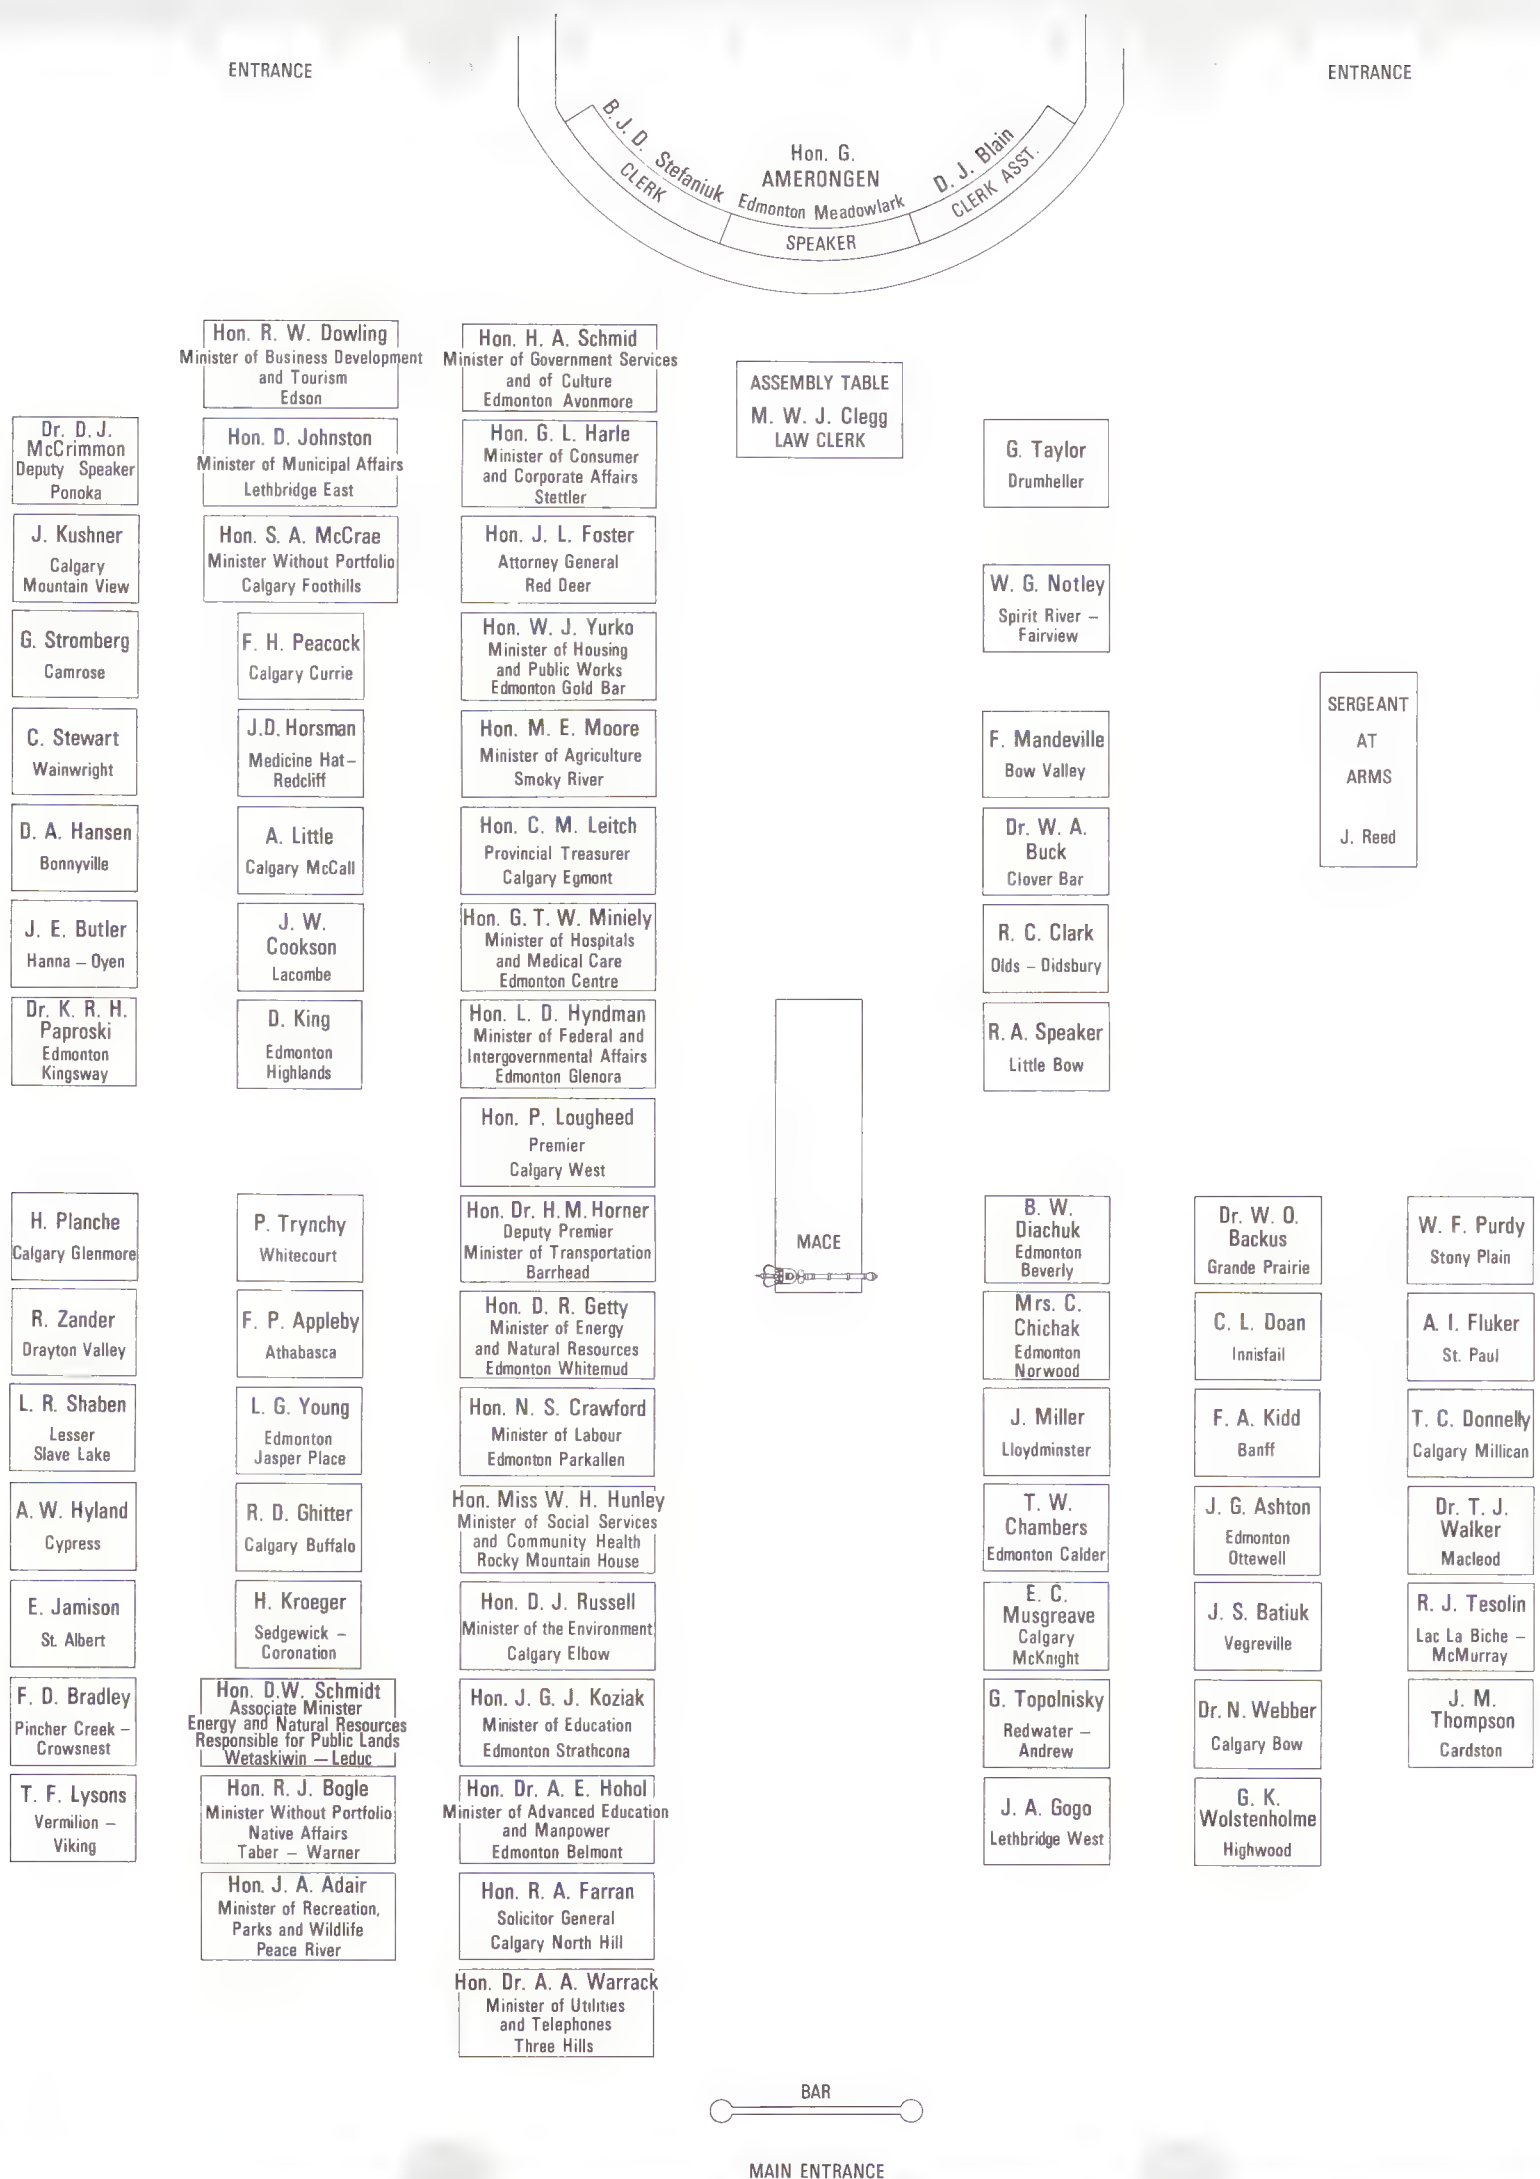 ENTRANCE
ENTRANCE
B. J. D. Stefaniuk
CLERK
Hon. G.
AMERONGEN
Edmonton Meadowlark
SPEAKER
D. J. Blain
CLERK ASST.
Hon. R. W. Dowling
Minister of Business Development
and Tourism
Edson
Hon. H. A. Schmid
Minister of Government Services
and of Culture
Edmonton Avonmore
ASSEMBLY TABLE
M. W. J. Clegg
LAW CLERK
Dr. D. J.
McCrimmon
Deputy Speaker
Ponoka
Hon. D. Johnston
Minister of Municipal Affairs
Lethbridge East
Hon. G. L. Harle
Minister of Consumer
and Corporate Affairs
Stettler
G. Taylor
Drumheller
J. Kushner
Calgary
Mountain View
Hon. S. A. McCrae
Minister Without Portfolio
Calgary Foothills
Hon. J. L. Foster
Attorney General
Red Deer
W. G. Notley
Spirit River –
Fairview
G. Stromberg
Camrose
F. H. Peacock
Calgary Currie
Hon. W. J. Yurko
Minister of Housing
and Public Works
Edmonton Gold Bar
SERGEANT
AT
ARMS
J. Reed
C. Stewart
Wainwright
J.D. Horsman
Medicine Hat–
Redcliff
Hon. M. E. Moore
Minister of Agriculture
Smoky River
F. Mandeville
Bow Valley
D. A. Hansen
Bonnyville
A. Little
Calgary McCall
Hon. C. M. Leitch
Provincial Treasurer
Calgary Egmont
Dr. W. A.
Buck
Clover Bar
J. E. Butler
Hanna – Oyen
J. W.
Cookson
Lacombe
Hon. G. T. W. Miniely
Minister of Hospitals
and Medical Care
Edmonton Centre
R. C. Clark
Olds – Didsbury
Dr. K. R. H.
Paproski
Edmonton
Kingsway
D. King
Edmonton
Highlands
Hon. L. D. Hyndman
Minister of Federal and
Intergovernmental Affairs
Edmonton Glenora
R. A. Speaker
Little Bow
Hon. P. Lougheed
Premier
Calgary West
H. Planche
Calgary Glenmore
P. Trynchy
Whitecourt
Hon. Dr. H. M. Horner
Deputy Premier
Minister of Transportation
Barrhead
MACE
B. W.
Diachuk
Edmonton
Beverly
Dr. W. O.
Backus
Grande Prairie
W. F. Purdy
Stony Plain
R. Zander
Drayton Valley
F. P. Appleby
Athabasca
Hon. D. R. Getty
Minister of Energy
and Natural Resources
Edmonton Whitemud
Mrs. C.
Chichak
Edmonton
Norwood
C. L. Doan
Innisfail
A. I. Fluker
St. Paul
L. R. Shaben
Lesser
Slave Lake
L. G. Young
Edmonton
Jasper Place
Hon. N. S. Crawford
Minister of Labour
Edmonton Parkallen
J. Miller
Lloydminster
F. A. Kidd
Banff
T. C. Donnelly
Calgary Millican
A. W. Hyland
Cypress
R. D. Ghitter
Calgary Buffalo
Hon. Miss W. H. Hunley
Minister of Social Services
and Community Health
Rocky Mountain House
T. W.
Chambers
Edmonton Calder
J. G. Ashton
Edmonton
Ottewell
Dr. T. J.
Walker
Macleod
E. Jamison
St. Albert
H. Kroeger
Sedgewick –
Coronation
Hon. D. J. Russell
Minister of the Environment
Calgary Elbow
E. C.
Musgreave
Calgary
McKnight
J. S. Batiuk
Vegreville
R. J. Tesolin
Lac La Biche –
McMurray
F. D. Bradley
Pincher Creek –
Crowsnest
Hon. D.W. Schmidt
Associate Minister
Energy and Natural Resources
Responsible for Public Lands
Wetaskiwin – Leduc
Hon. J. G. J. Koziak
Minister of Education
Edmonton Strathcona
G. Topolnisky
Redwater –
Andrew
Dr. N. Webber
Calgary Bow
J. M.
Thompson
Cardston
T. F. Lysons
Vermilion –
Viking
Hon. R. J. Bogle
Minister Without Portfolio
Native Affairs
Taber – Warner
Hon. Dr. A. E. Hohol
Minister of Advanced Education
and Manpower
Edmonton Belmont
J. A. Gogo
Lethbridge West
G. K.
Wolstenholme
Highwood
Hon. J. A. Adair
Minister of Recreation,
Parks and Wildlife
Peace River
Hon. R. A. Farran
Solicitor General
Calgary North Hill
Hon. Dr. A. A. Warrack
Minister of Utilities
and Telephones
Three Hills
BAR
MAIN ENTRANCE